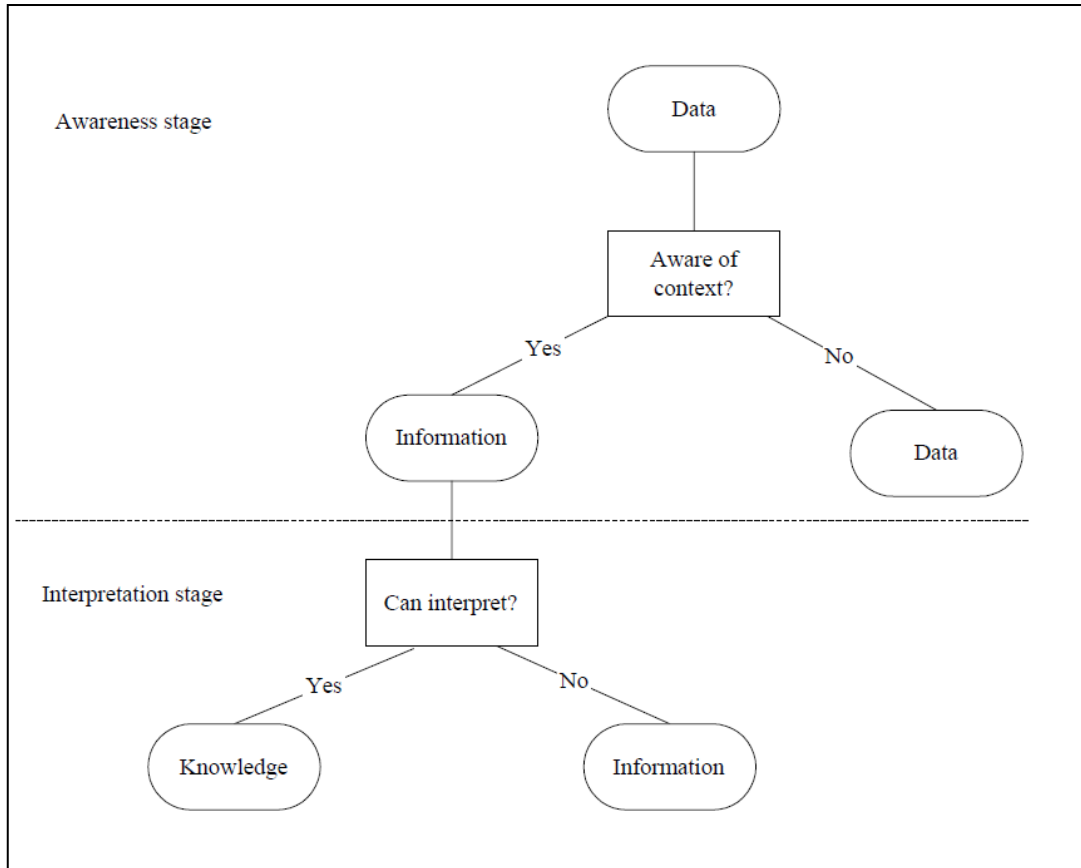 Data
Awareness stage
Aware of
context?
Yes
No
Information
Data
Interpretation stage
Can interpret?
Yes
No
Knowledge
Information